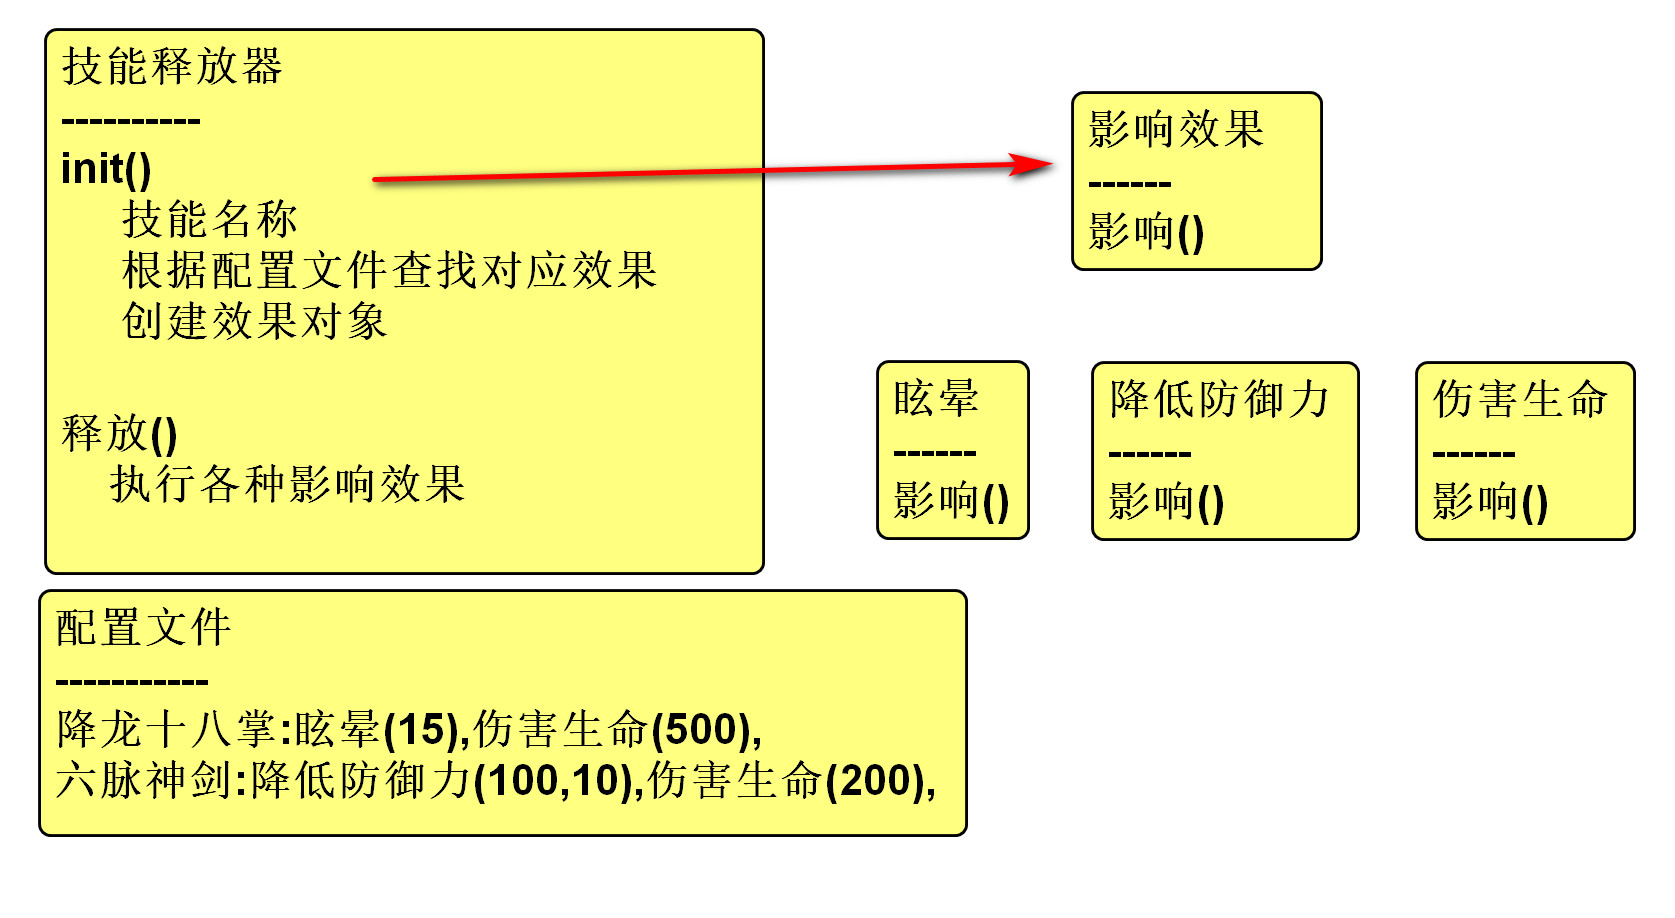 技能释放器
----------
init()
技能名称
根据配置文件查找对应效果
创建效果对象
释放()
执行各种影响效果
影响效果
------
影响()
眩晕
------
影响()
降低防御力
------
影响()
伤害生命
------
影响()
配置文件
-----------
降龙十八掌:眩晕(15),伤害生命(500),
六脉神剑:降低防御力(100,10),伤害生命(200),